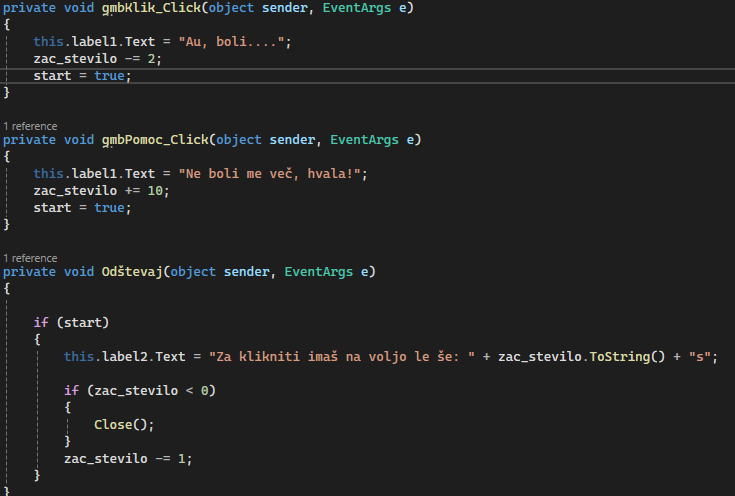 private void gmbKlik_Click(object sender, EventArgs e)
{
this.label1.Text = "Au, boli....";
zac_stevilo -= 2;
start = true;
}
1 reference
private void gmbPomoc_Click(object sender, EventArgs e)
{
this.label1.Text = "Ne boli me več, hvala!";
zac_stevilo += 10;
start = true;
}
1 reference
private void Odštevaj(object sender, EventArgs e)
{
if (start)
{
this.label2.Text = "Za klikniti imaš na voljo le še: " + zac_stevilo.ToString() + "s";
if (zac_stevilo < 0)
{
Close();
}
zac_stevilo -= 1;
}
}